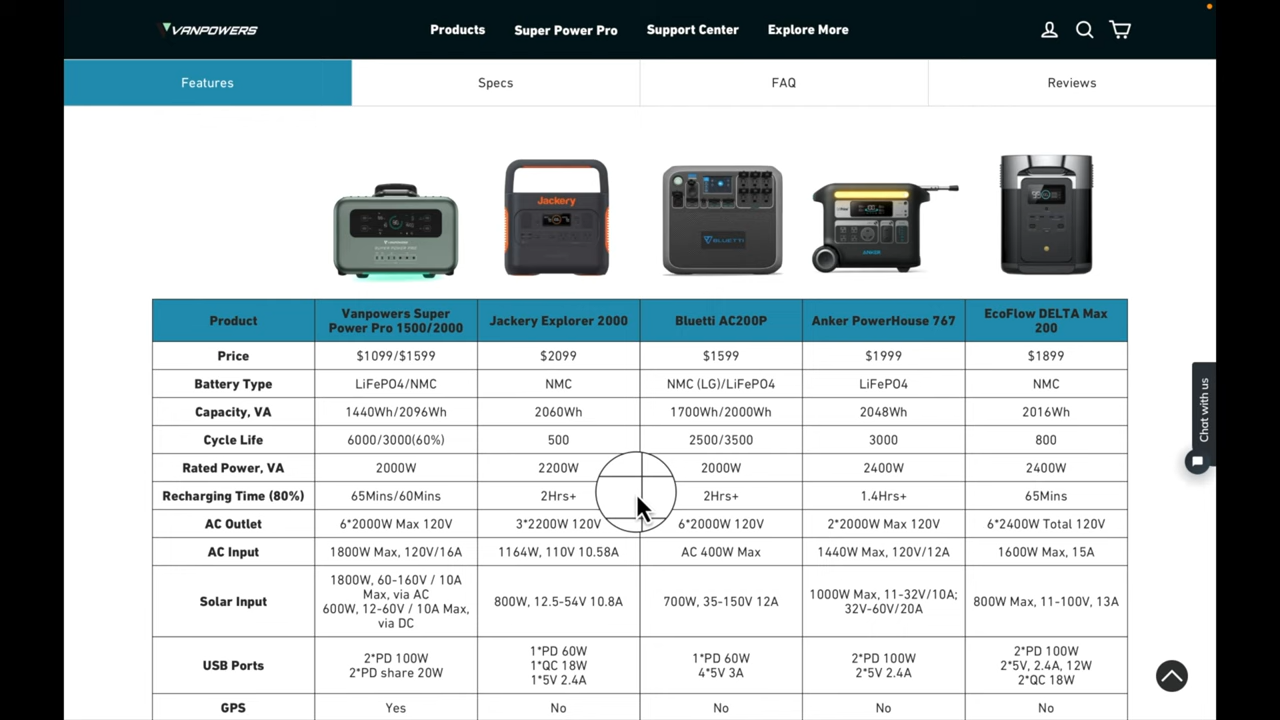 VANPOWERS
Products
Super Power Pro
Support Center
Explore More
Features
Specs
FAQ
Reviews
Jackery
BLUETTI
ANKER
Product
Vanpowers Super
Power Pro 1500/2000
Jackery Explorer 2000
Bluetti AC200P
Anker PowerHouse 767
EcoFlow DELTA Max
200
Price
$1099/$1599
$2099
$1599
$1999
$1899
Battery Type
LiFePO4/NMC
NMC
NMC (LG)/LiFePO4
LiFePO4
NMC
Capacity, VA
1440Wh/2096Wh
2060Wh
1700Wh/2000Wh
2048Wh
2016Wh
Cycle Life
6000/3000(60%)
500
2500/3500
3000
800
Rated Power, VA
2000W
2200W
2000W
2400W
2400W
Recharging Time (80%)
65Mins/60Mins
2Hrs+
2Hrs+
1.4Hrs+
65Mins
AC Outlet
6*2000W Max 120V
3*2200W 120V
6*2000W 120V
2*2000W Max 120V
6*2400W Total 120V
AC Input
1800W Max, 120V/16A
1164W, 110V 10.58A
AC 400W Max
1440W Max, 120V/12A
1600W Max, 15A
Solar Input
1800W, 60-160V / 10A
Max, via AC
600W, 12-60V / 10A Max,
via DC
800W, 12.5-54V 10.8A
700W, 35-150V 12A
1000W Max, 11-32V/10A;
32V-60V/20A
800W Max, 11-100V, 13A
USB Ports
2*PD 100W
2*PD share 20W
1*PD 60W
1*QC 18W
1*5V 2.4A
1*PD 60W
4*5V 3A
2*PD 100W
2*5V 2.4A
2*PD 100W
2*5V, 2.4A, 12W
2*QC 18W
GPS
Yes
No
No
No
No
Chat with us